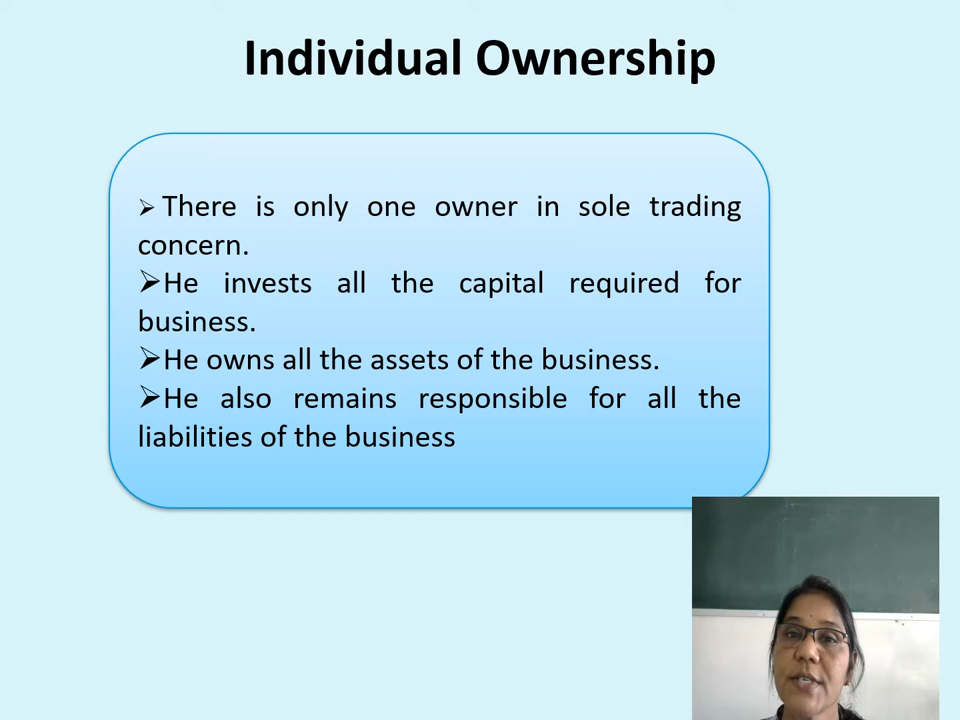 Individual Ownership
➢ There is only one owner in sole trading
concern.
➢He invests all the capital required for
business.
➢He owns all the assets of the business.
➢He also remains responsible for all the
liabilities of the business